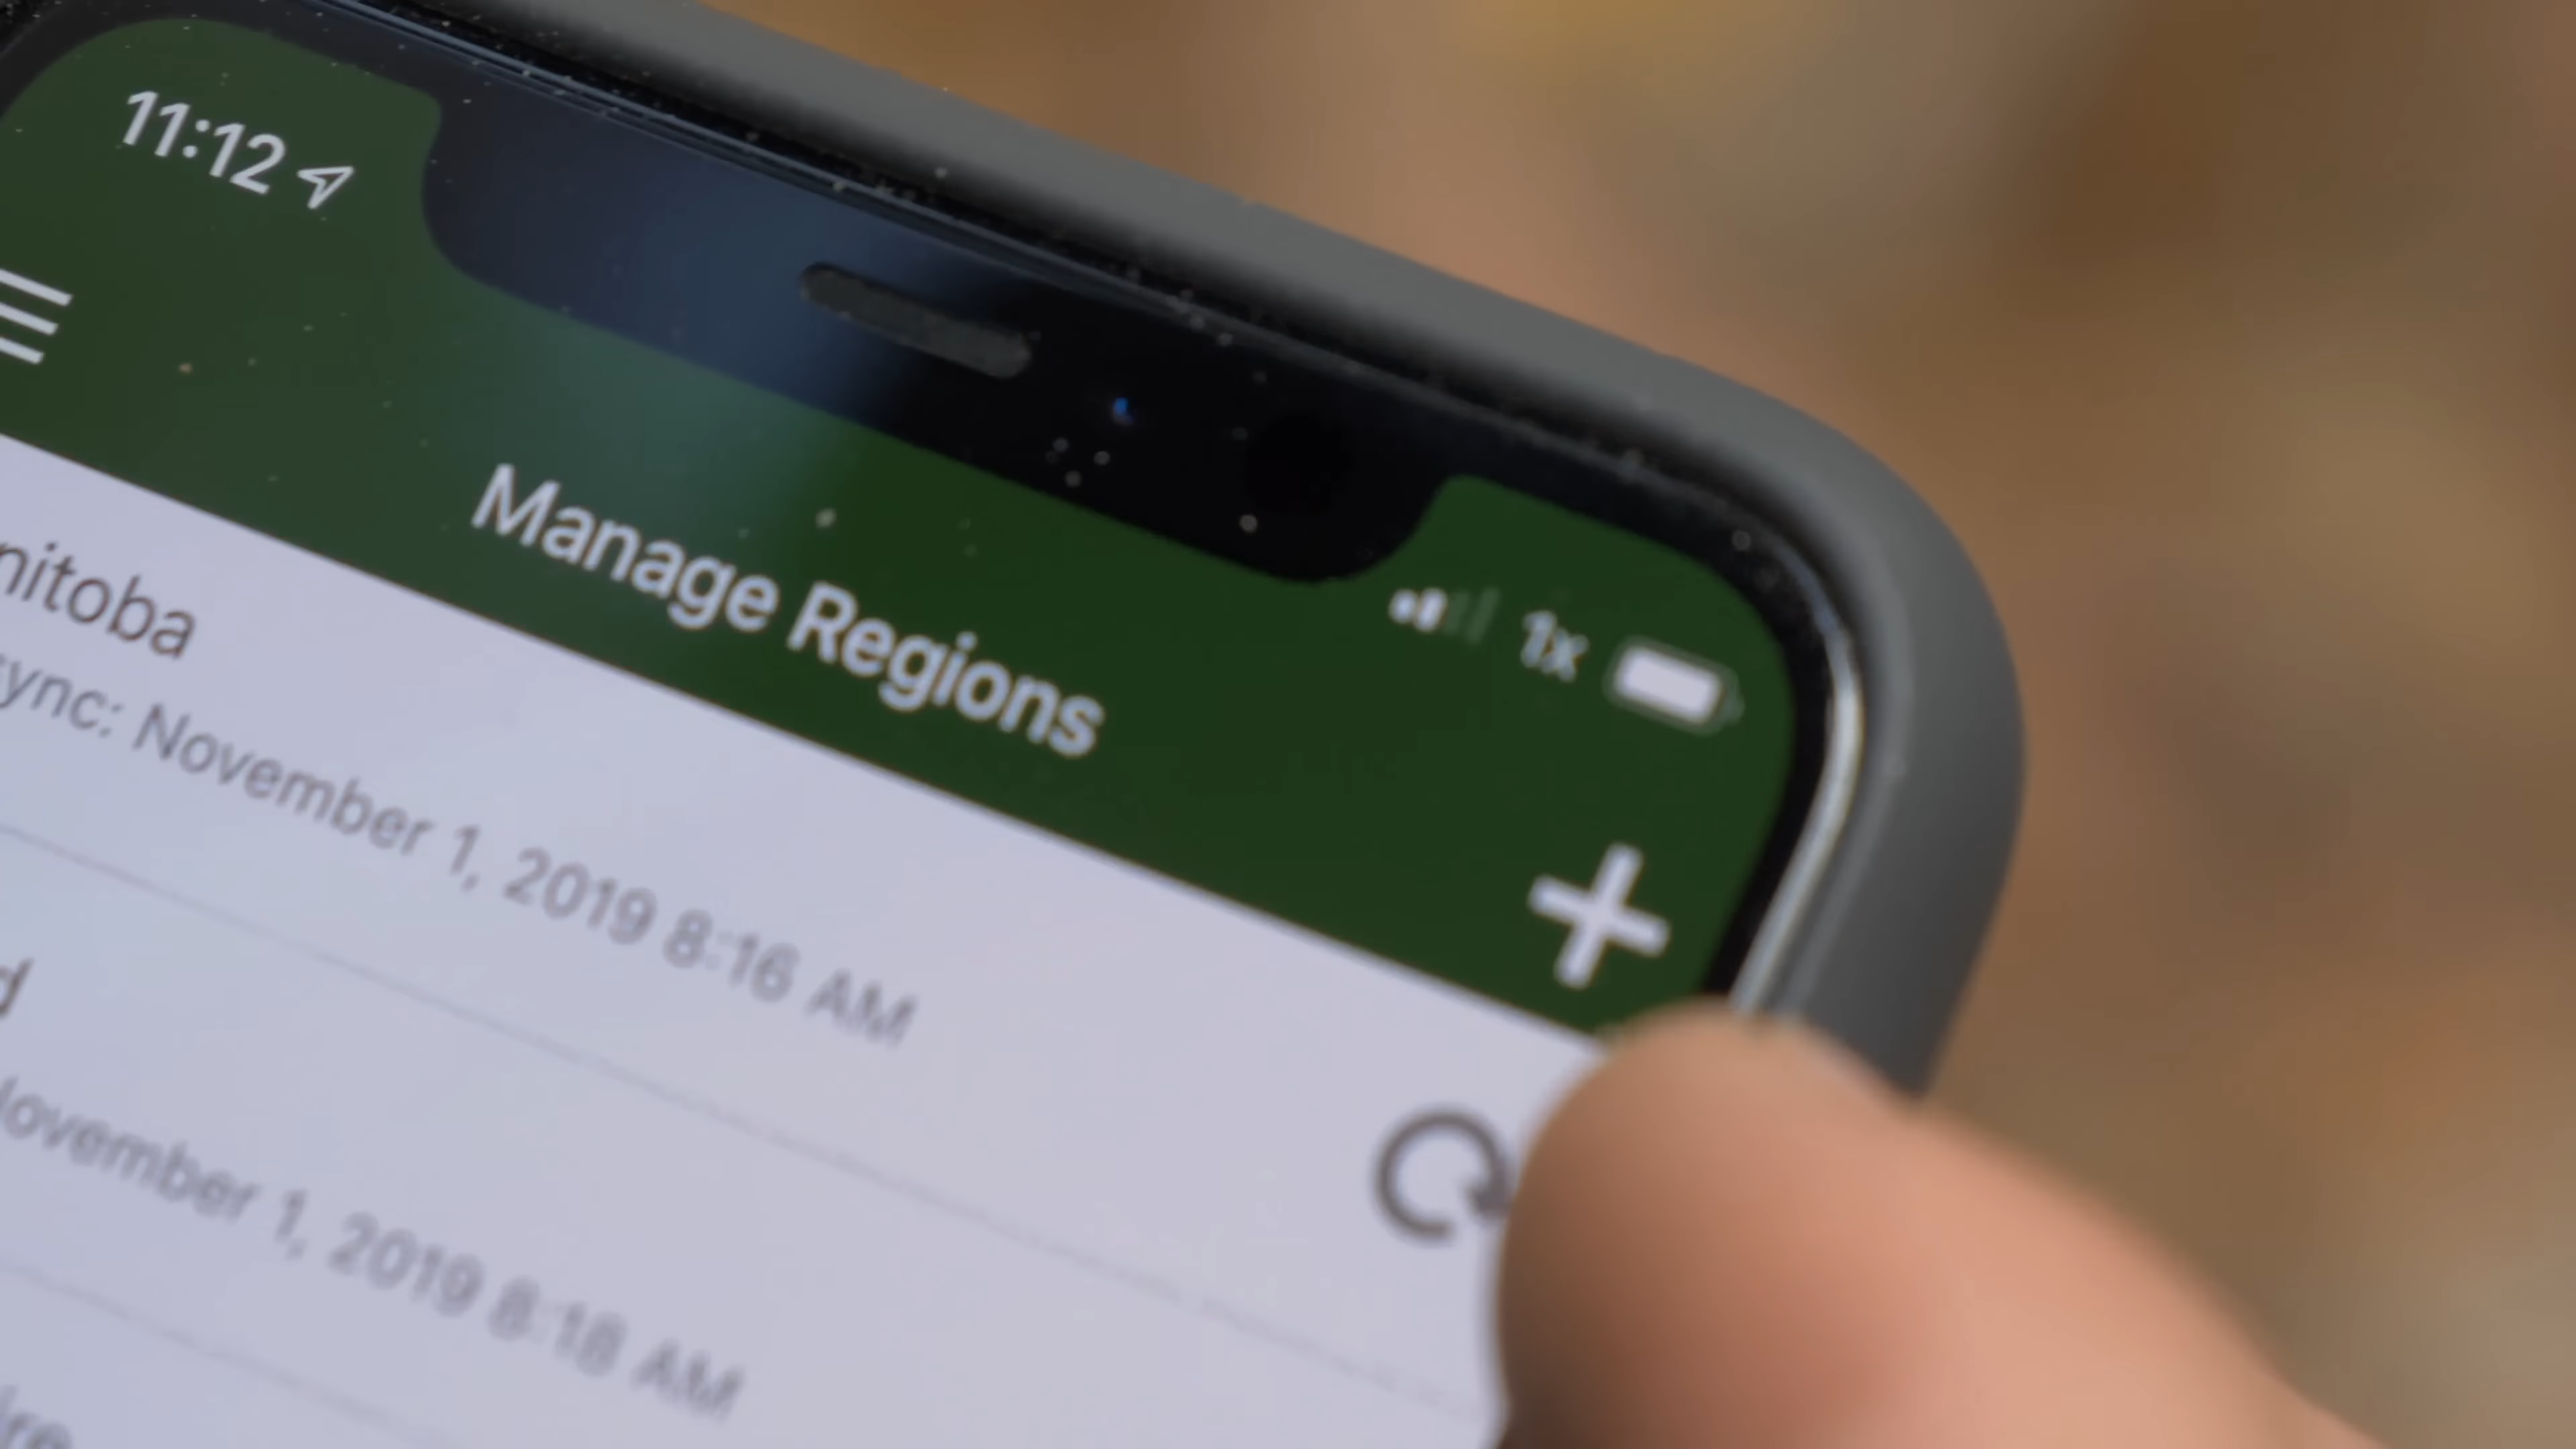 11:12
1x
Manage Regions
nitoba
ync: November 1, 2019 8:16 AM
d
ovember 1, 2019 8:18 AM
ire